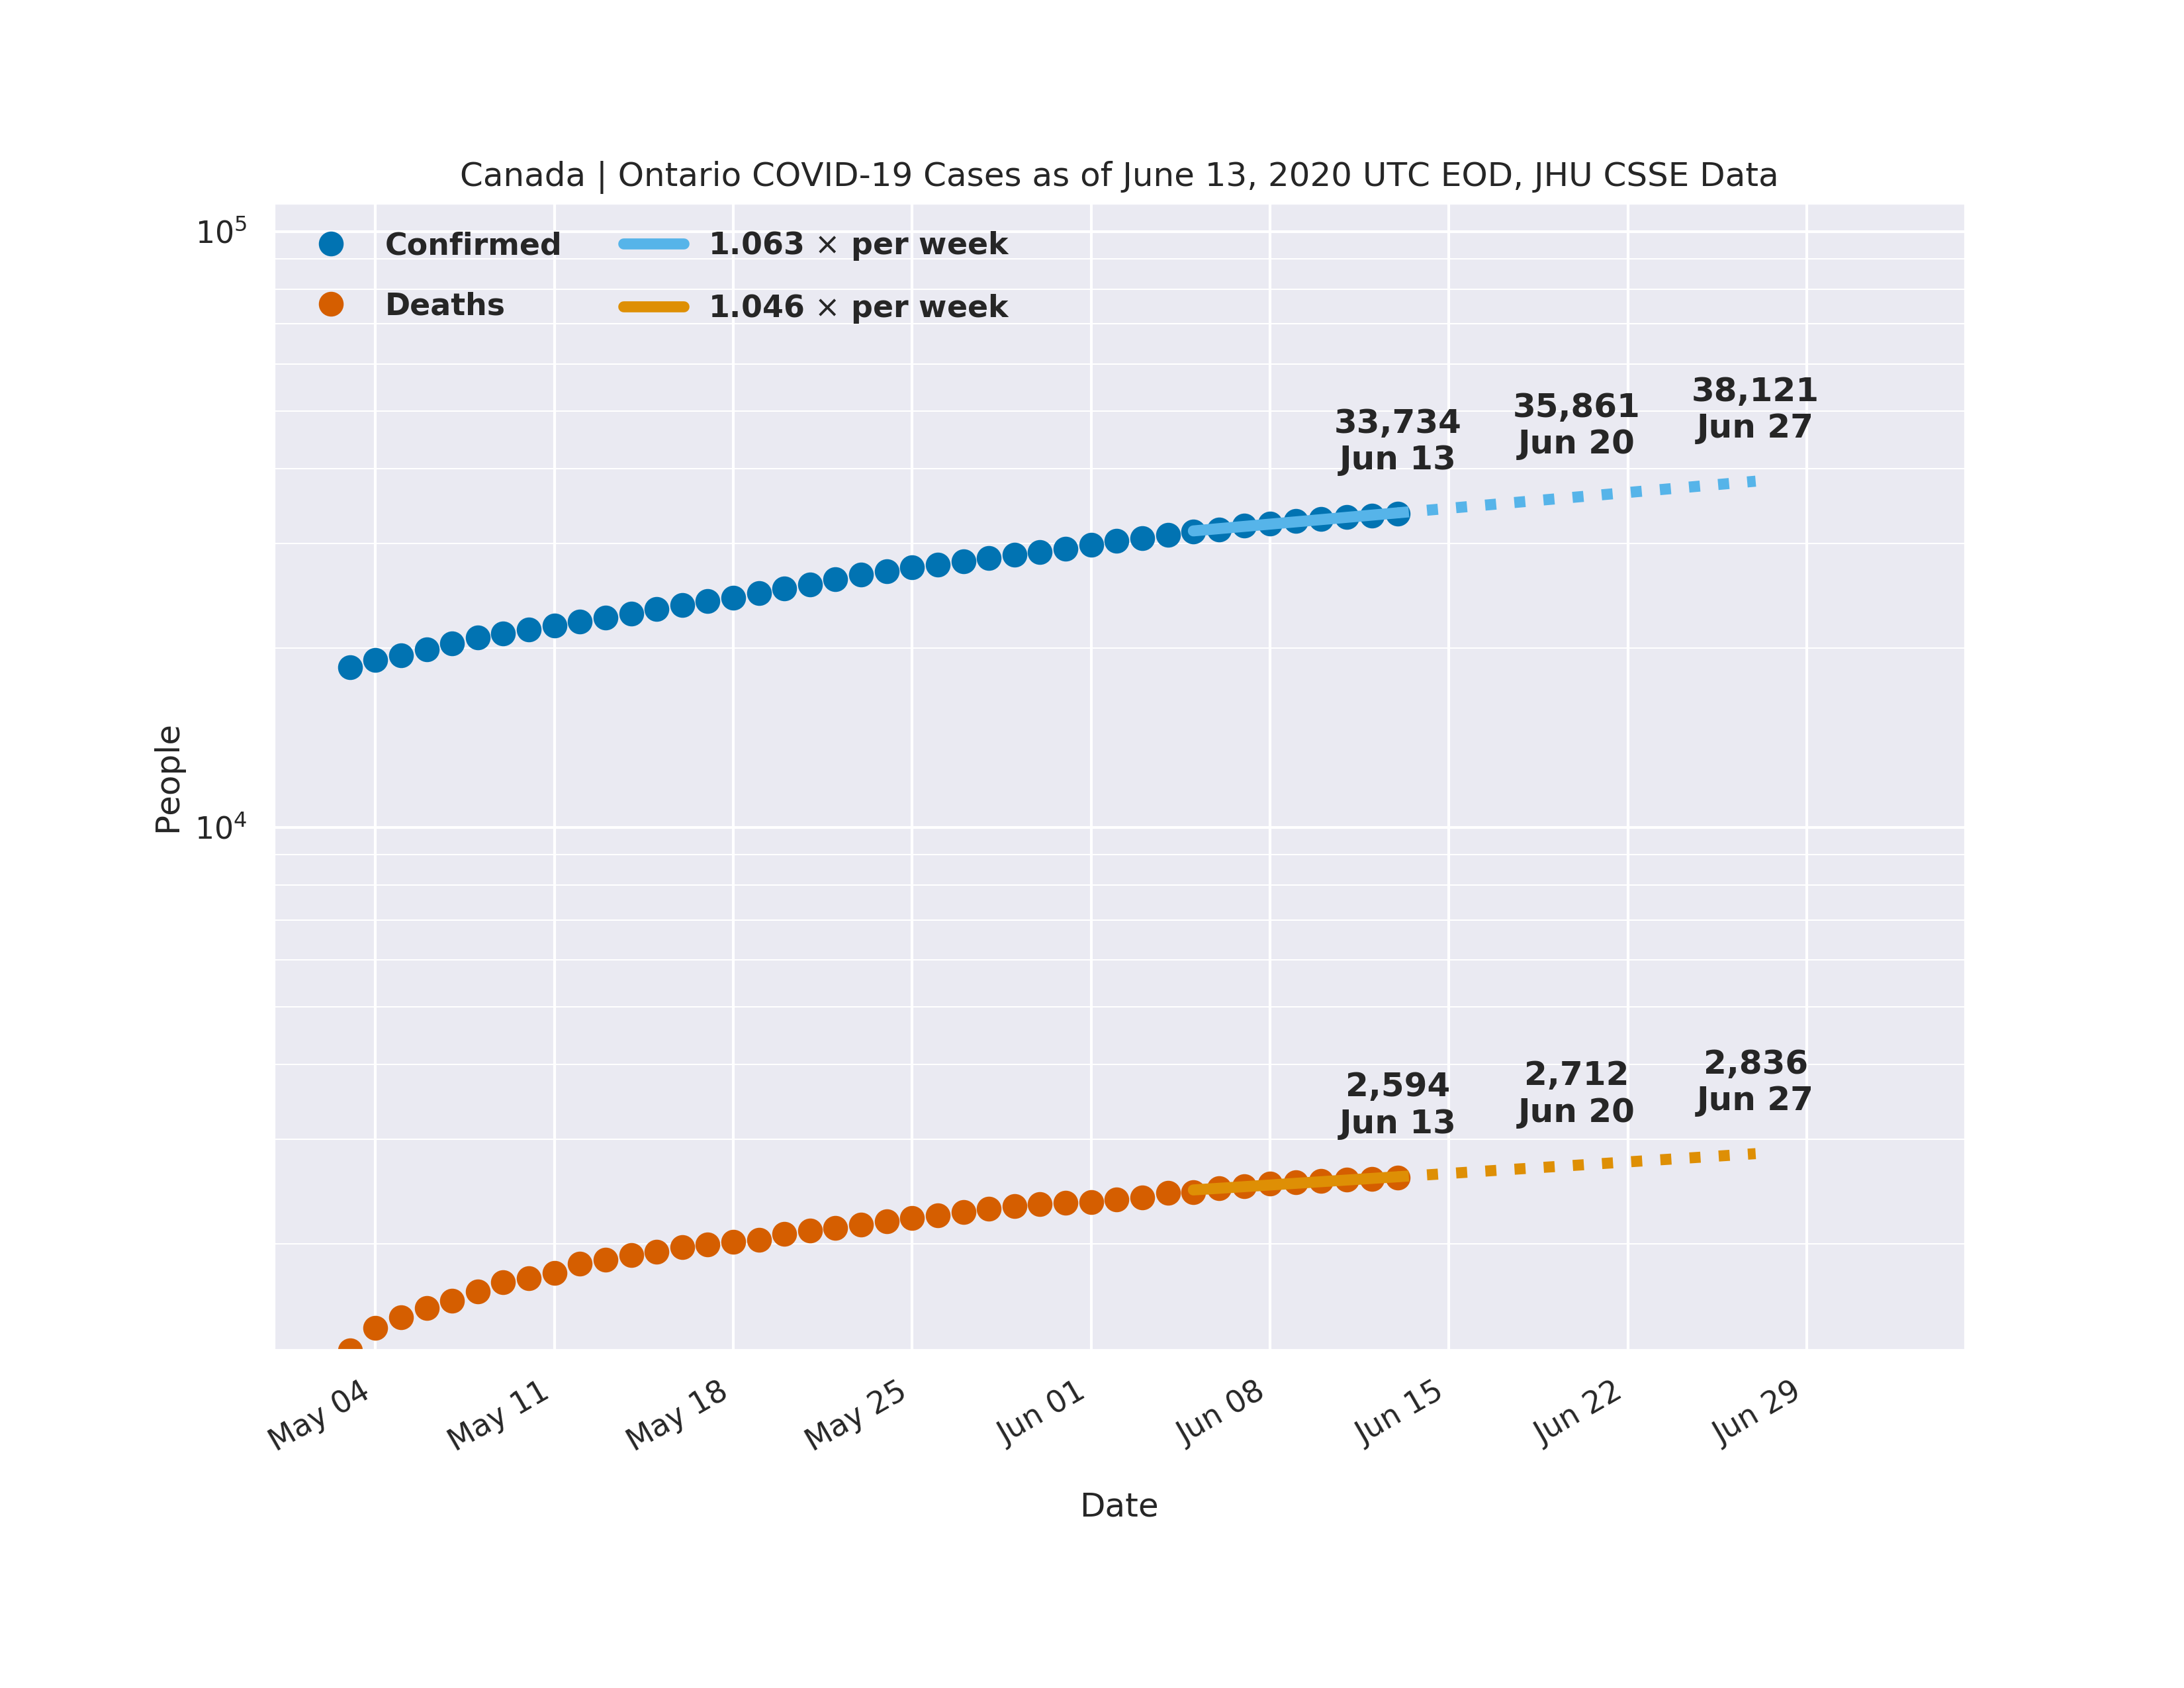 Canada | Ontario COVID-19 Cases as of June 13, 2020 UTC EOD, JHU CSSE Data
10⁵
Confirmed
1.063 × per week
Deaths
1.046 × per week
33,734
Jun 13
35,861
Jun 20
38,121
Jun 27
People
10⁴
2,594
Jun 13
2,712
Jun 20
2,836
Jun 27
May 04
May 11
May 18
May 25
Jun 01
Jun 08
Jun 15
Jun 22
Jun 29
Date